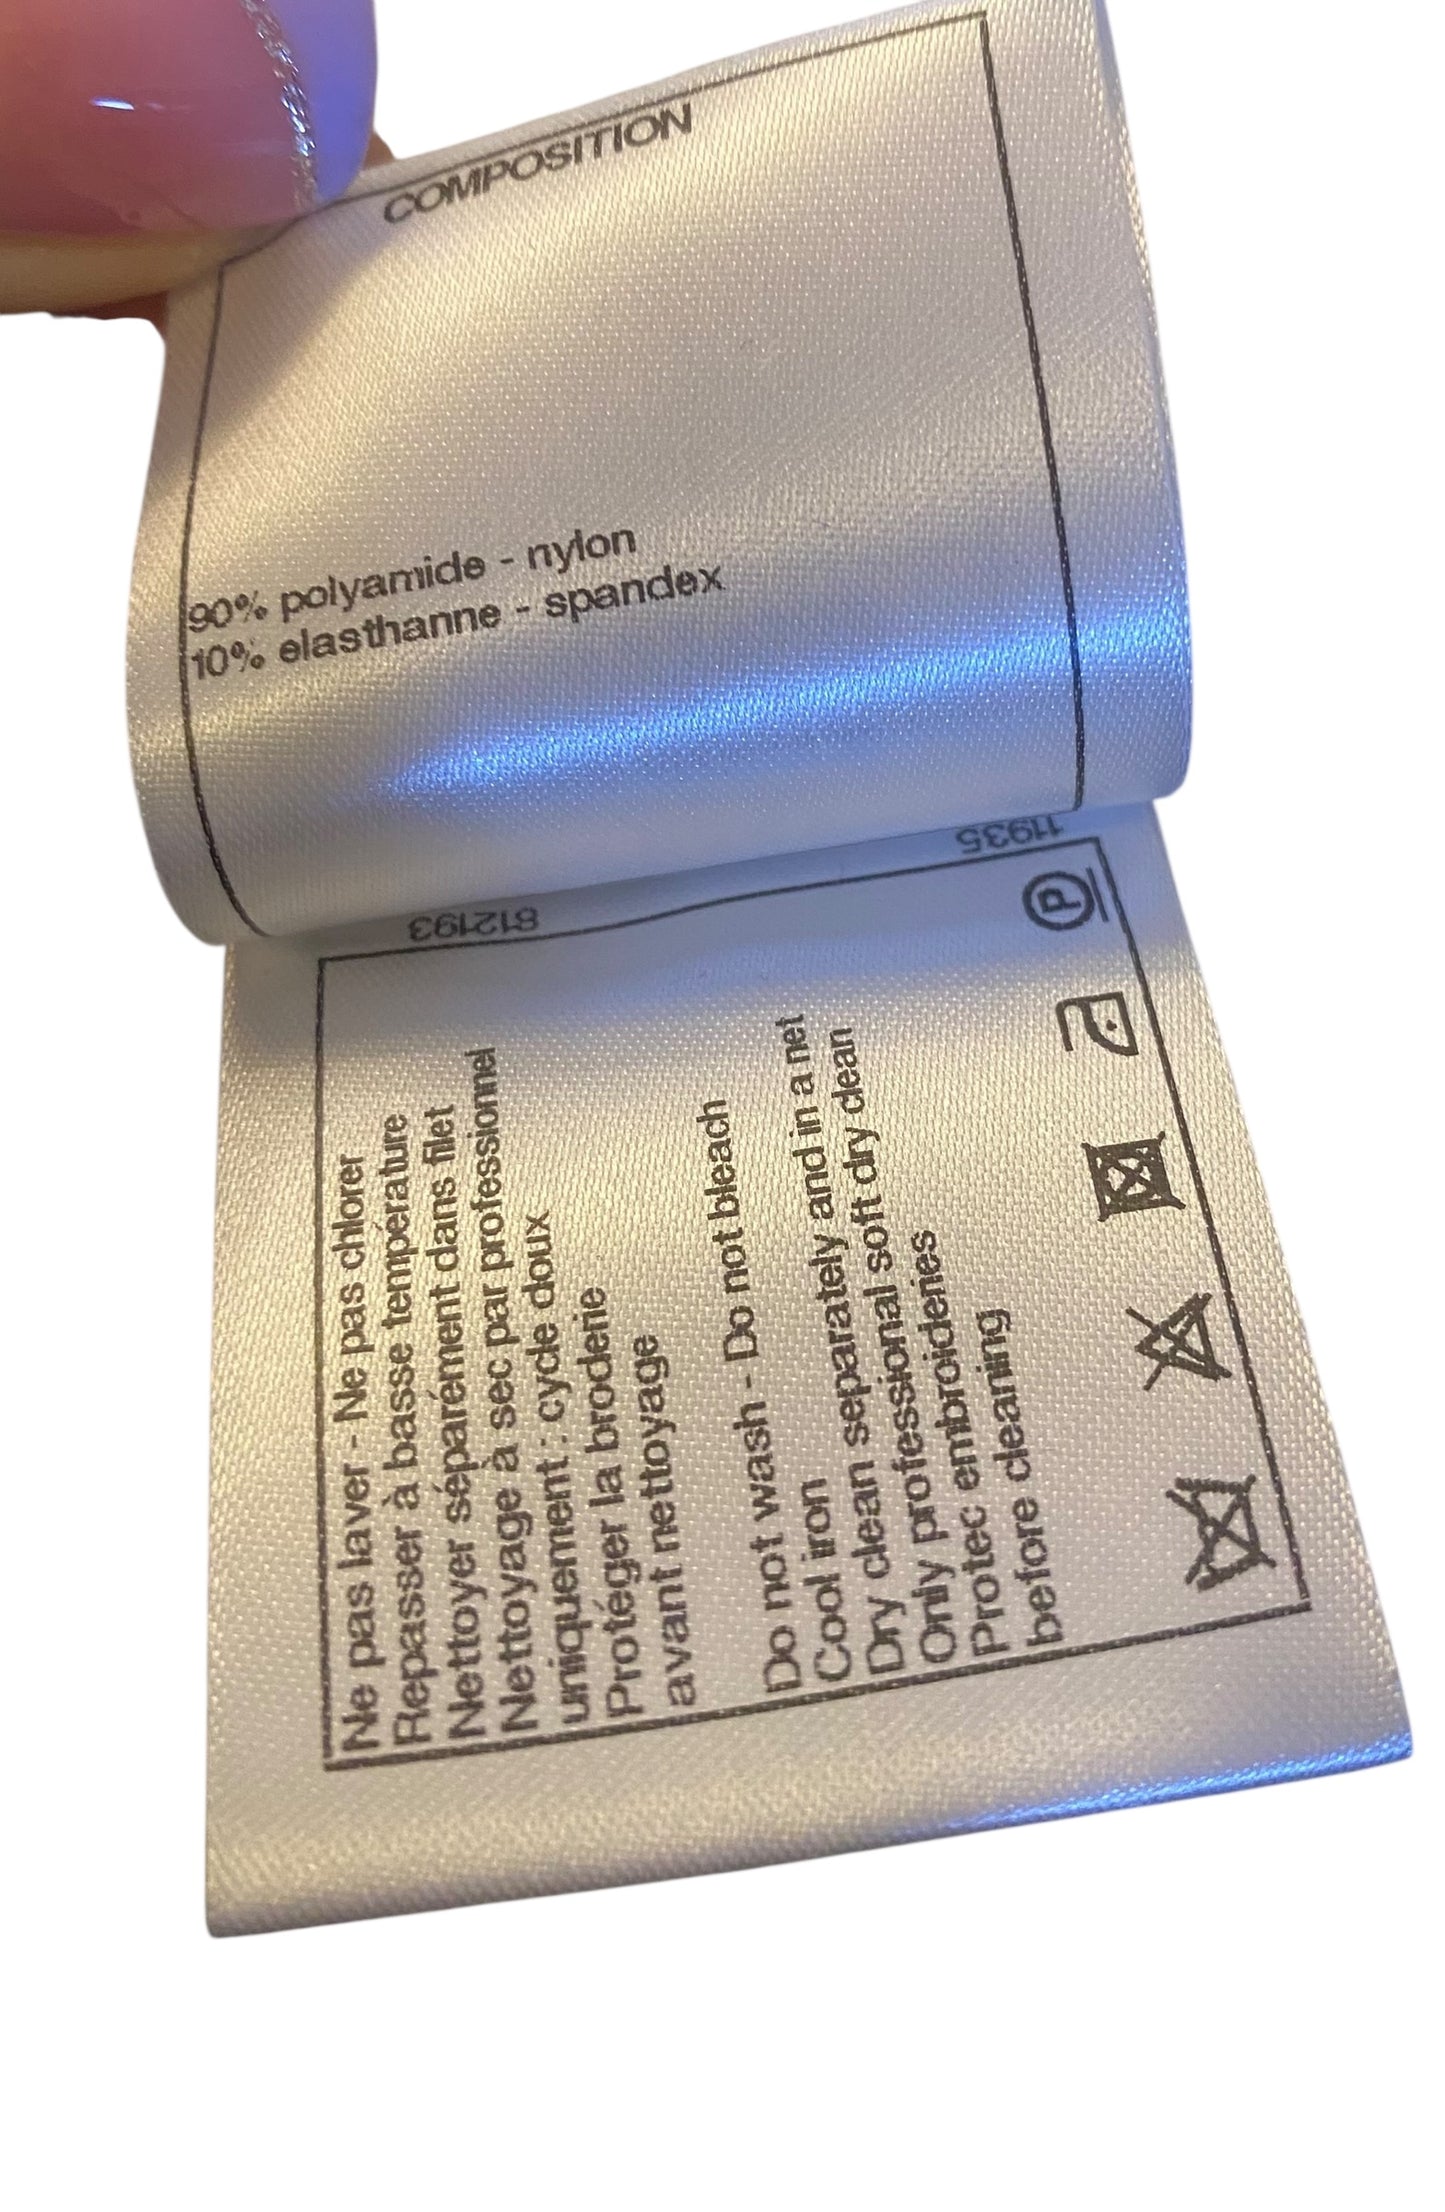 COMPOSITION
90% polyamide - nylon
10% elasthanne - spandex
812193
11935
Ne pas laver - Ne pas chlorer
Repasser à basse température
Nettoyer séparément dans filet
Nettoyage à sec par professionnel
uniquement : cycle doux
Protéger la broderie
avant nettoyage
Do not wash - Do not bleach
Cool iron
Dry clean separately and in a net
Only professional soft dry clean
Protec embroideries
before cleaning
P